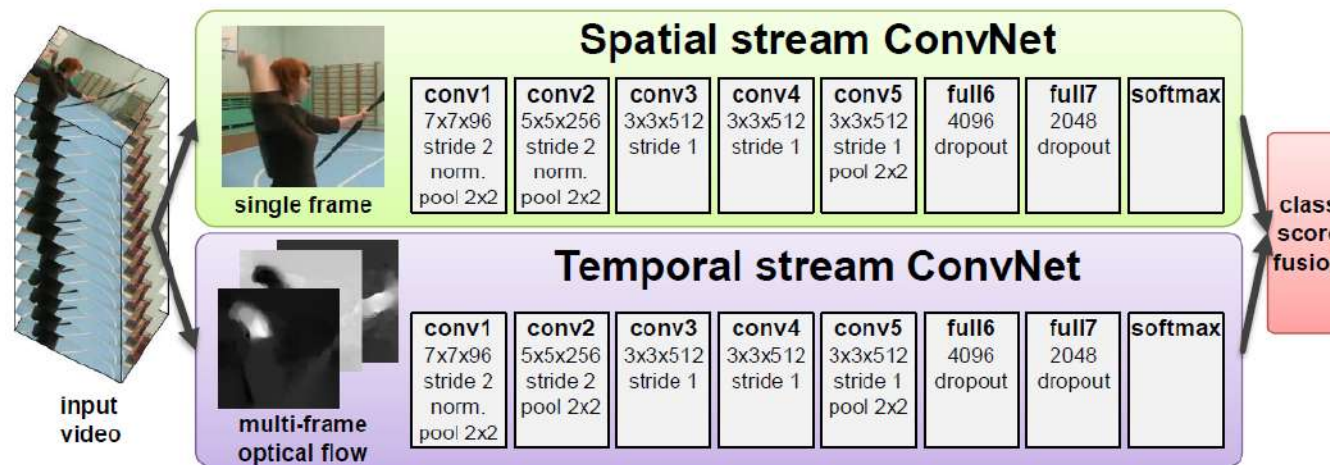 Spatial stream ConvNet
conv1
7x7x96
stride 2
norm.
pool 2x2
conv2
5x5x256
stride 2
norm.
pool 2x2
conv3
3x3x512
stride 1
conv4
3x3x512
stride 1
conv5
3x3x512
stride 1
pool 2x2
full6
4096
dropout
full7
2048
dropout
softmax
single frame
Temporal stream ConvNet
conv1
7x7x96
stride 2
norm.
pool 2x2
conv2
5x5x256
stride 2
pool 2x2
conv3
3x3x512
stride 1
conv4
3x3x512
stride 1
conv5
3x3x512
stride 1
pool 2x2
full6
4096
dropout
full7
2048
dropout
softmax
multi-frame
optical flow
input
video
class
score
fusio